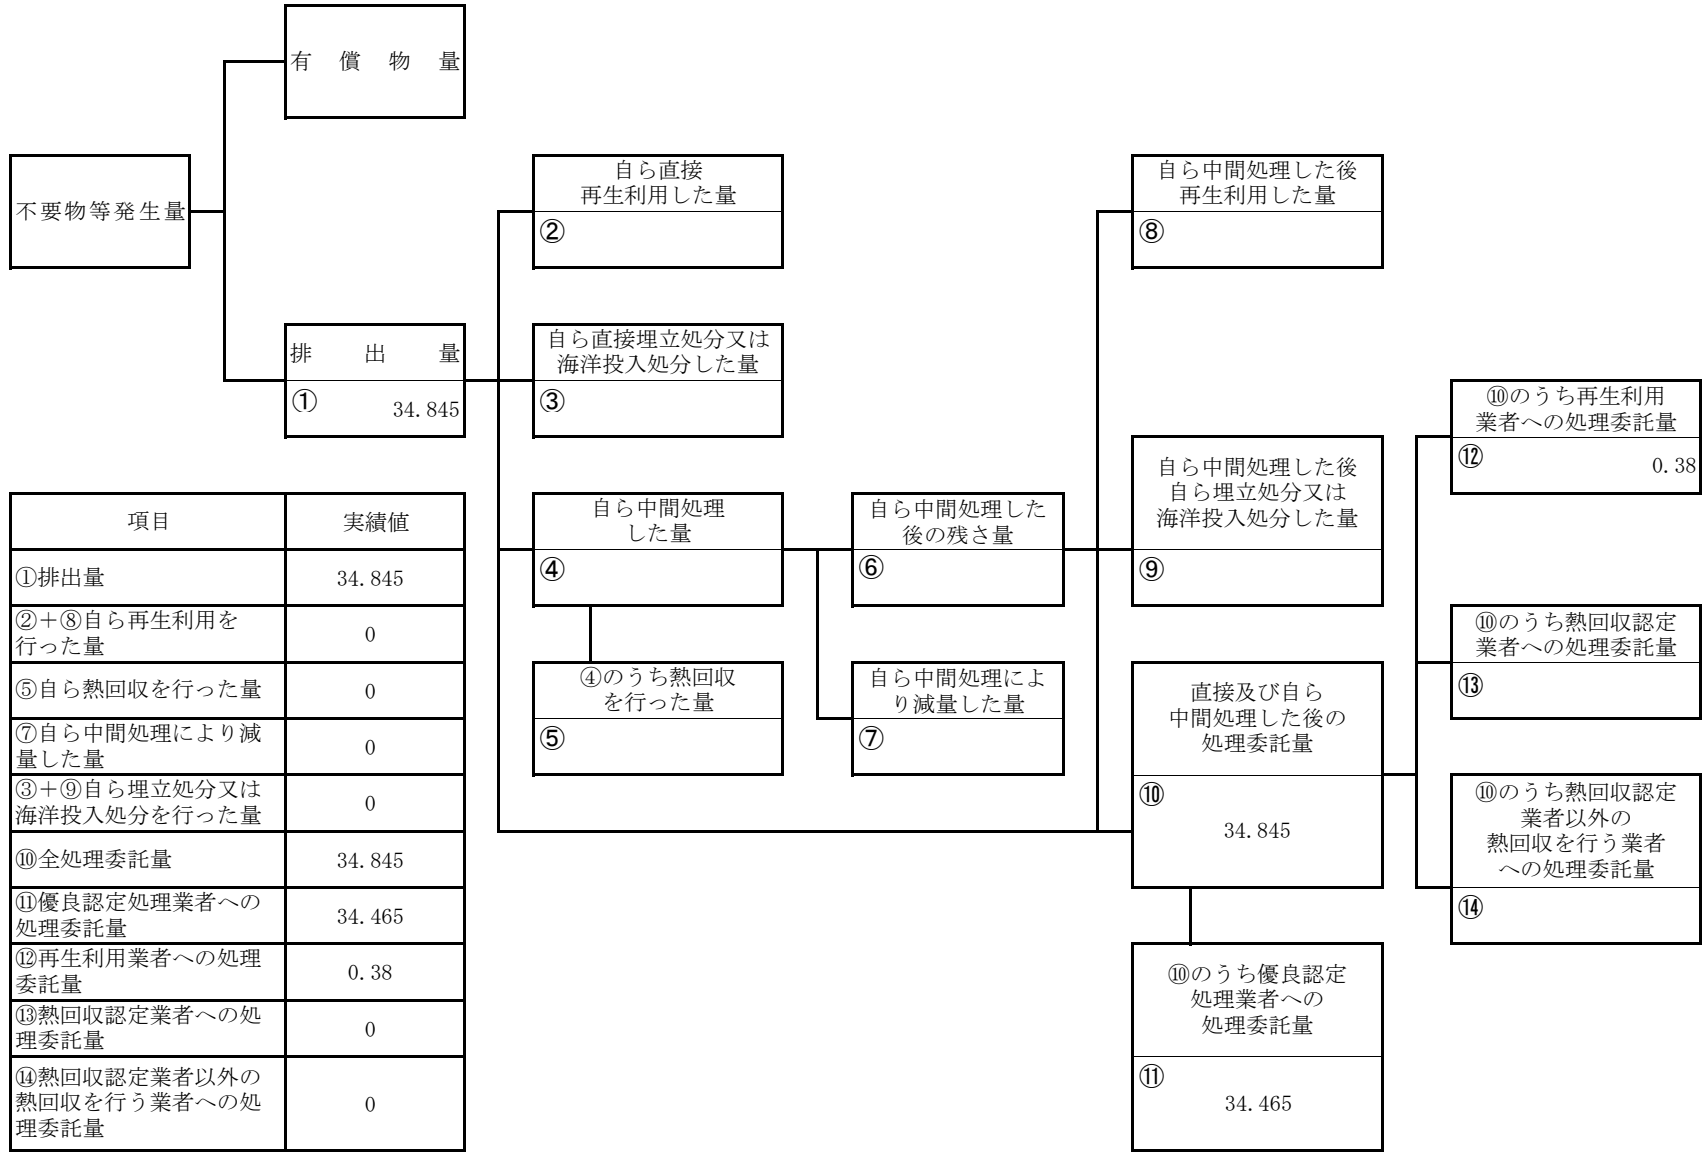 有償物量
不要物等発生量
排出量
① 34.845
自ら直接
再生利用した量
②
自ら直接埋立処分又は
海洋投入処分した量
③
自ら中間処理
した量
④
④のうち熱回収
を行った量
⑤
自ら中間処理した
後の残さ量
⑥
自ら中間処理によ
り減量した量
⑦
自ら中間処理した後
再生利用した量
⑧
自ら中間処理した後
自ら埋立処分又は
海洋投入処分した量
⑨
直接及び自ら
中間処理した後の
処理委託量
⑩
34.845
⑩のうち優良認定
処理業者への
処理委託量
⑪
34.465
⑩のうち再生利用
業者への処理委託量
⑫ 0.38
⑩のうち熱回収認定
業者への処理委託量
⑬
⑩のうち熱回収認定
業者以外の
熱回収を行う業者
への処理委託量
⑭
項目 実績値
①排出量 34.845
②＋⑧自ら再生利用を
行った量 0
⑤自ら熱回収を行った量 0
⑦自ら中間処理により減
量した量 0
③＋⑨自ら埋立処分又は
海洋投入処分を行った量 0
⑩全処理委託量 34.845
⑪優良認定処理業者への
処理委託量 34.465
⑫再生利用業者への処理
委託量 0.38
⑬熱回収認定業者への処
理委託量 0
⑭熱回収認定業者以外の
熱回収を行う業者への処
理委託量 0